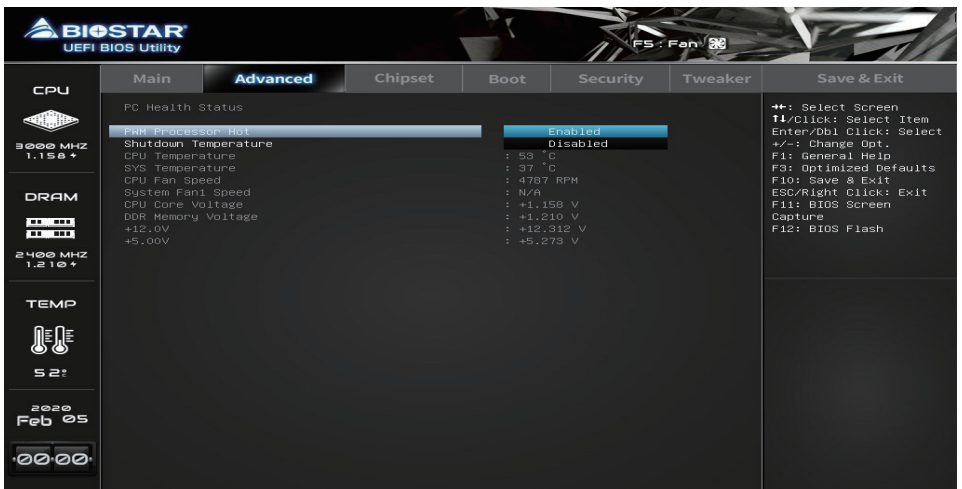 BIOSTAR
UEFI BIOS Utility
F5 : Fan
CPU
3000 MHZ
1.158 v
DRAM
2400 MHZ
1.210 v
TEMP
52°c
2020
Feb 05
00:00
Main Advanced Chipset Boot Security Tweaker Save & Exit
PC Health Status
PWM Processor Hot Enabled
Shutdown Temperature Disabled
CPU Temperature : 53 °C
SYS Temperature : 37 °C
CPU Fan Speed : 4787 RPM
System Fan1 Speed : N/A
CPU Core Voltage : +1.158 V
DDR Memory Voltage : +1.210 V
+12.0V : +12.312 V
+5.00V : +5.273 V
→←: Select Screen
↑↓/Click: Select Item
Enter/Dbl Click: Select
+/-: Change Opt.
F1: General Help
F3: Optimized Defaults
F10: Save & Exit
ESC/Right Click: Exit
F11: BIOS Screen
Capture
F12: BIOS Flash